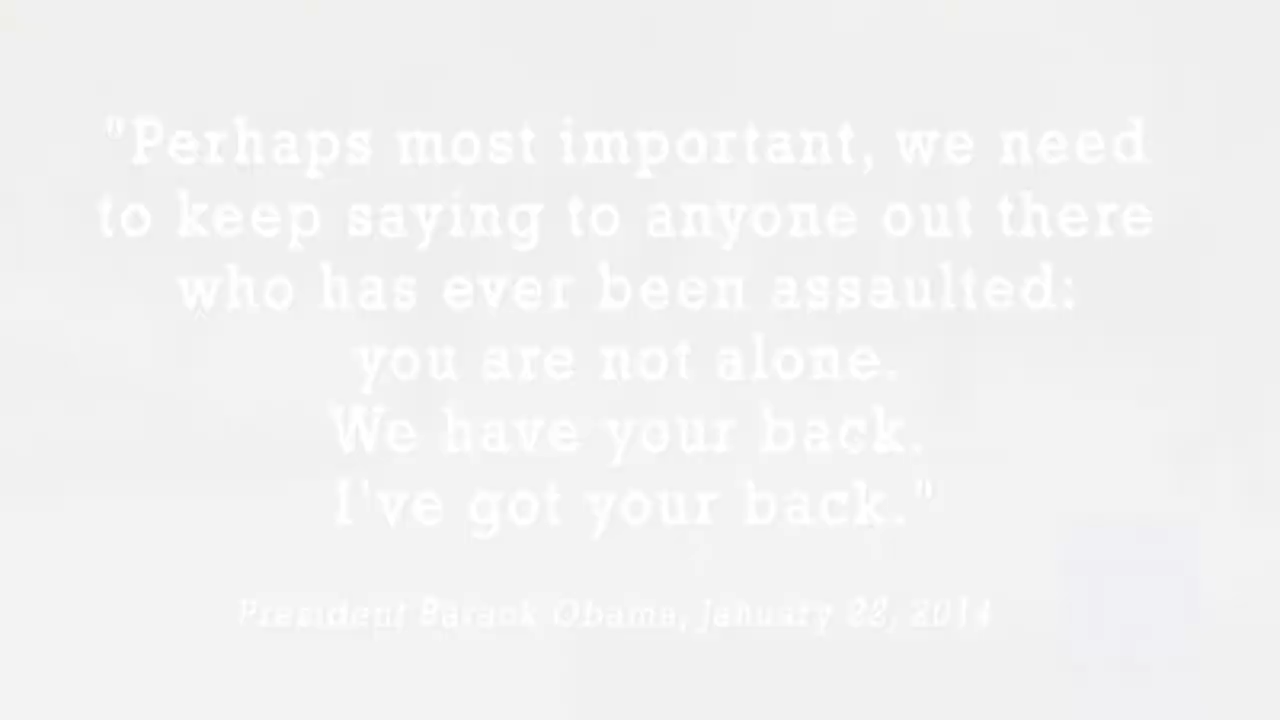 "Perhaps most important, we need
to keep saying to anyone out there
who has ever been assaulted:
you are not alone.
We have your back.
I've got your back."
President Barack Obama, January 22, 2014